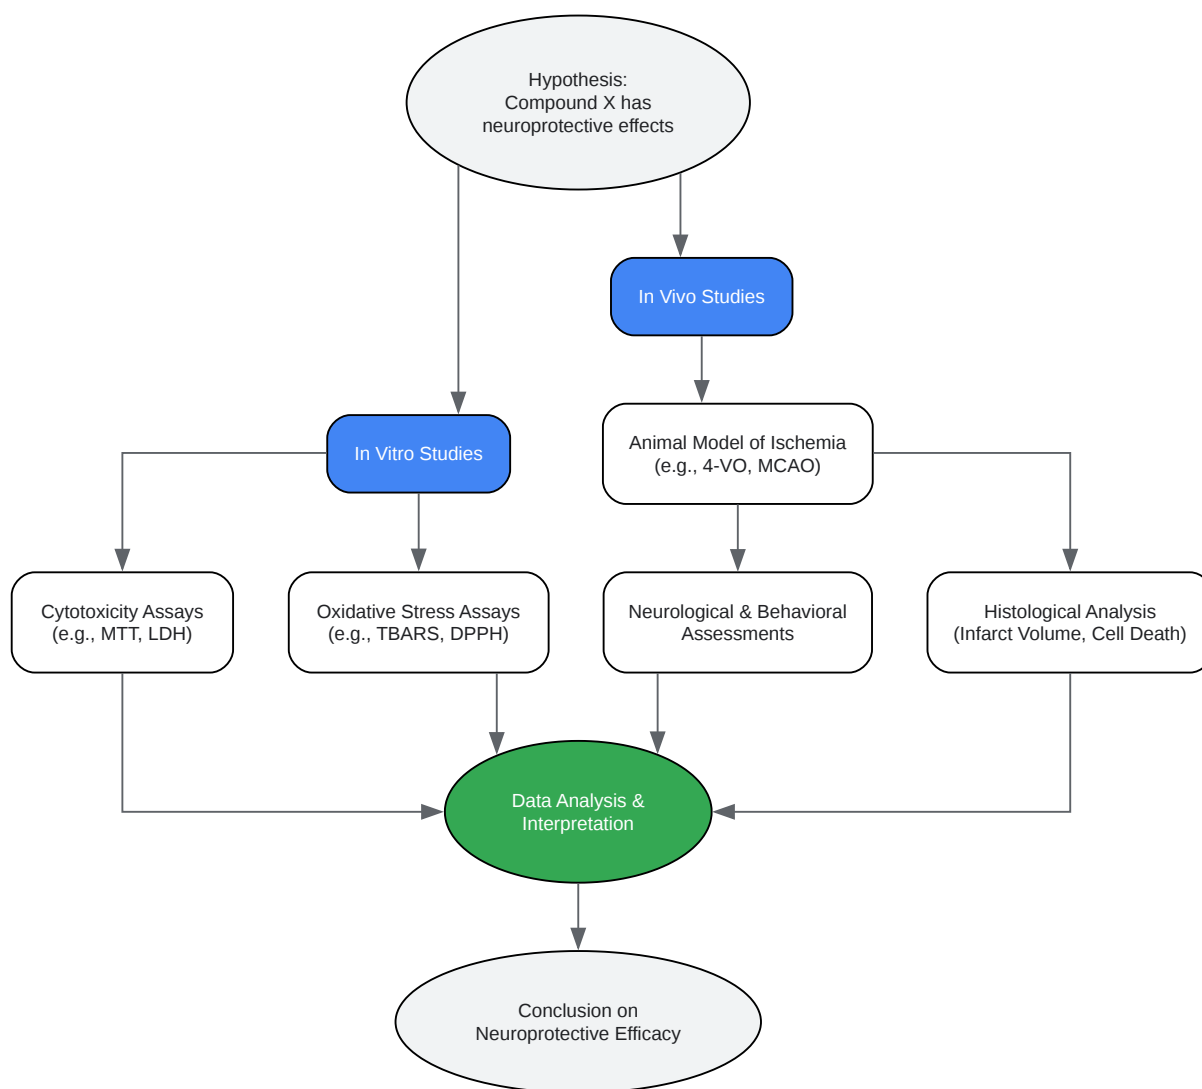 Hypothesis:
Compound X has
neuroprotective effects
In Vivo Studies
In Vitro Studies
Animal Model of Ischemia
(e.g., 4-VO, MCAO)
Cytotoxicity Assays
(e.g., MTT, LDH)
Oxidative Stress Assays
(e.g., TBARS, DPPH)
Neurological & Behavioral
Assessments
Histological Analysis
(Infarct Volume, Cell Death)
Data Analysis &
Interpretation
Conclusion on
Neuroprotective Efficacy